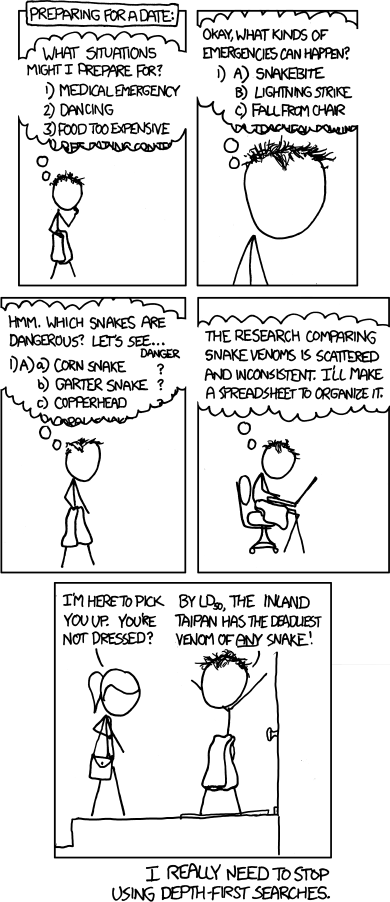 PREPARING FOR A DATE:
WHAT SITUATIONS
MIGHT I PREPARE FOR?
1) MEDICAL EMERGENCY
2) DANCING
3) FOOD TOO EXPENSIVE
OKAY, WHAT KINDS OF
EMERGENCIES CAN HAPPEN?
1) A) SNAKEBITE
B) LIGHTNING STRIKE
C) FALL FROM CHAIR
HMM. WHICH SNAKES ARE
DANGEROUS? LET'S SEE...
DANGER
1) A) a) CORN SNAKE ?
b) GARTER SNAKE ?
c) COPPERHEAD ?
THE RESEARCH COMPARING
SNAKE VENOMS IS SCATTERED
AND INCONSISTENT. I'LL MAKE
A SPREADSHEET TO ORGANIZE IT.
I'M HERE TO PICK
YOU UP. YOU'RE
NOT DRESSED?
BY LD50, THE INLAND
TAIPAN HAS THE DEADLIEST
VENOM OF ANY SNAKE!
I REALLY NEED TO STOP
USING DEPTH-FIRST SEARCHES.